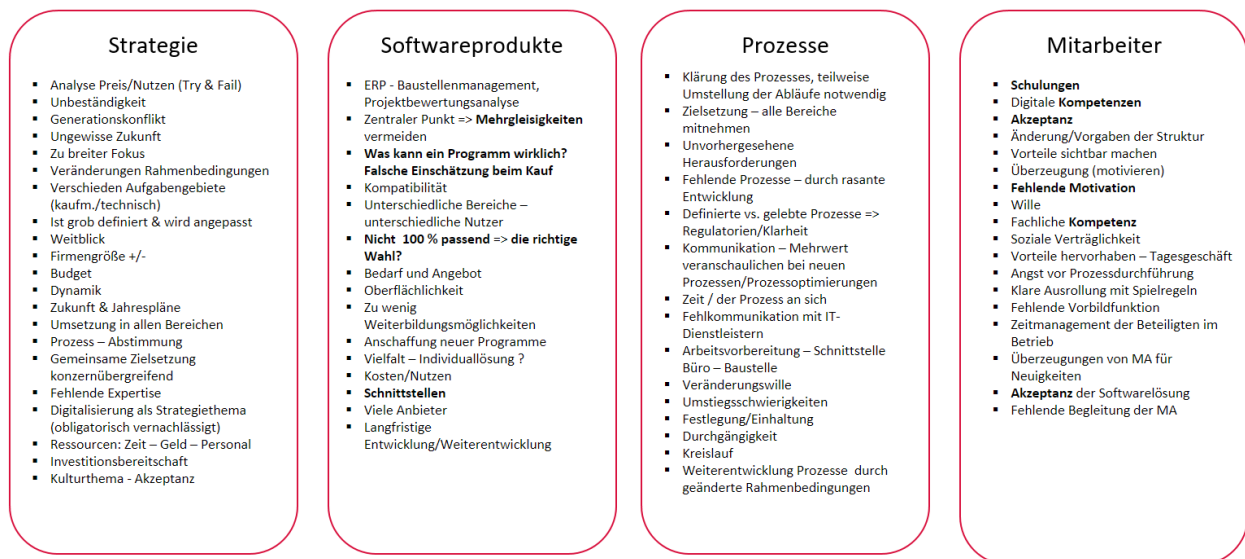 Strategie
Analyse Preis/Nutzen (Try & Fail)
Unbeständigkeit
Generationskonflikt
Ungewisse Zukunft
Zu breiter Fokus
Veränderungen Rahmenbedingungen
Verschieden Aufgabengebiete
(kaufm./technisch)
Ist grob definiert & wird angepasst
Weitblick
Firmengröße +/-
Budget
Dynamik
Zukunft & Jahrespläne
Umsetzung in allen Bereichen
Prozess – Abstimmung
Gemeinsame Zielsetzung
konzernübergreifend
Fehlende Expertise
Digitalisierung als Strategiethema
(obligatorisch vernachlässigt)
Ressourcen: Zeit – Geld – Personal
Investitionsbereitschaft
Kulturthema - Akzeptanz
Softwareprodukte
ERP - Baustellenmanagement,
Projektbewertungsanalyse
Zentraler Punkt => Mehrgleisigkeiten
vermeiden
Was kann ein Programm wirklich?
Falsche Einschätzung beim Kauf
Kompatibilität
Unterschiedliche Bereiche –
unterschiedliche Nutzer
Nicht 100 % passend => die richtige
Wahl?
Bedarf und Angebot
Oberflächlichkeit
Zu wenig
Weiterbildungsmöglichkeiten
Anschaffung neuer Programme
Vielfalt – Individuallösung ?
Kosten/Nutzen
Schnittstellen
Viele Anbieter
Langfristige
Entwicklung/Weiterentwicklung
Prozesse
Klärung des Prozesses, teilweise
Umstellung der Abläufe notwendig
Zielsetzung – alle Bereiche
mitnehmen
Unvorhergesehene
Herausforderungen
Fehlende Prozesse – durch rasante
Entwicklung
Definierte vs. gelebte Prozesse =>
Regulatorien/Klarheit
Kommunikation – Mehrwert
veranschaulichen bei neuen
Prozessen/Prozessoptimierungen
Zeit / der Prozess an sich
Fehlkommunikation mit IT-
Dienstleistern
Arbeitsvorbereitung – Schnittstelle
Büro – Baustelle
Veränderungswille
Umstiegsschwierigkeiten
Festlegung/Einhaltung
Durchgängigkeit
Kreislauf
Weiterentwicklung Prozesse durch
geänderte Rahmenbedingungen
Mitarbeiter
Schulungen
Digitale Kompetenzen
Akzeptanz
Änderung/Vorgaben der Struktur
Vorteile sichtbar machen
Überzeugung (motivieren)
Fehlende Motivation
Wille
Fachliche Kompetenz
Soziale Verträglichkeit
Vorteile hervorhaben – Tagesgeschäft
Angst vor Prozessdurchführung
Klare Ausrollung mit Spielregeln
Fehlende Vorbildfunktion
Zeitmanagement der Beteiligten im
Betrieb
Überzeugungen von MA für
Neuigkeiten
Akzeptanz der Softwarelösung
Fehlende Begleitung der MA